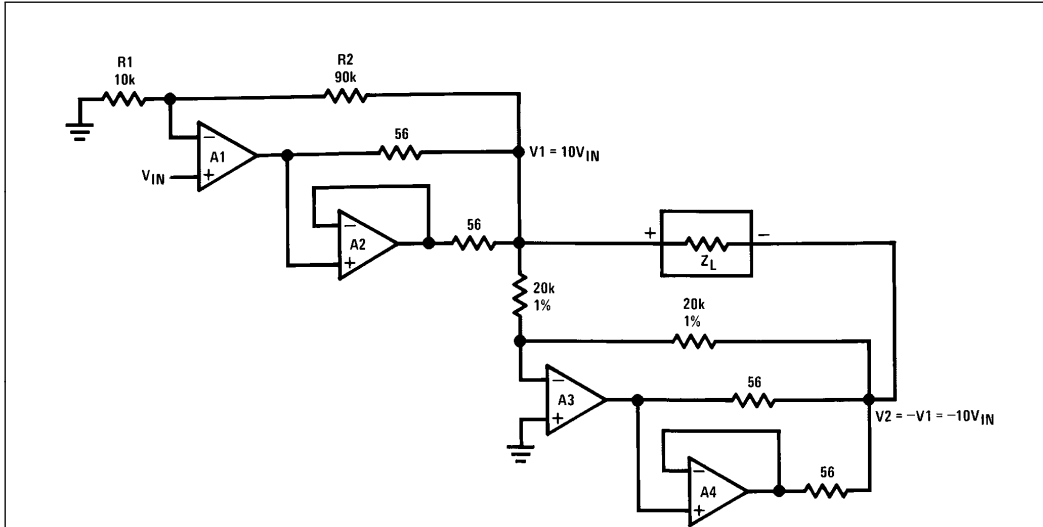 R1
10k
R2
90k
56
A1
VIN
V1 = 10VIN
A2
56
+ ZL −
20k
1%
20k
1%
A3
56
V2 = −V1 = −10VIN
A4
56